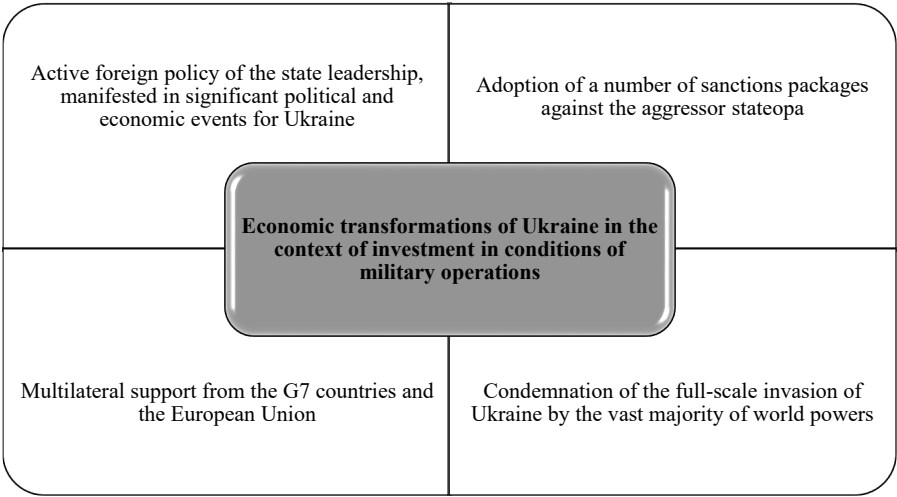 Active foreign policy of the state leadership,
manifested in significant political and
economic events for Ukraine
Adoption of a number of sanctions packages
against the aggressor stateopa
Economic transformations of Ukraine in the
context of investment in conditions of
military operations
Multilateral support from the G7 countries and
the European Union
Condemnation of the full-scale invasion of
Ukraine by the vast majority of world powers